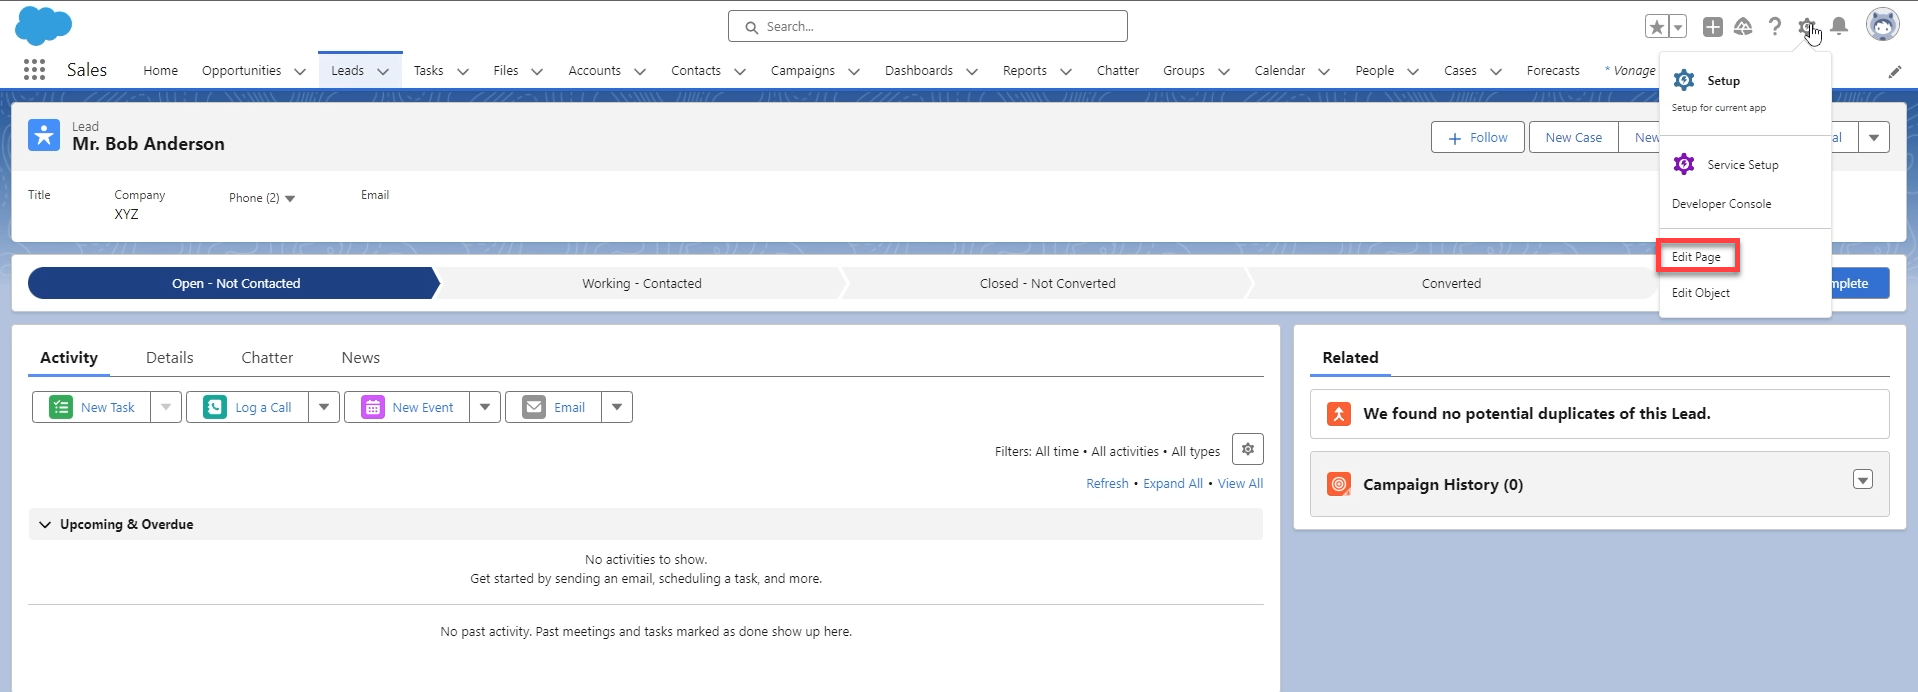 Search...
Sales Home Opportunities Leads Tasks Files Accounts Contacts Campaigns Dashboards Reports Chatter Groups Calendar People Cases Forecasts * Vonage
Setup
Setup for current app
Service Setup
Developer Console
Edit Page
Edit Object
Lead
Mr. Bob Anderson
Follow New Case New
Title Company Phone (2) Email
XYZ
Open - Not Contacted Working - Contacted Closed - Not Converted Converted
Activity Details Chatter News
New Task Log a Call New Event Email
Filters: All time • All activities • All types
Refresh • Expand All • View All
Upcoming & Overdue
No activities to show.
Get started by sending an email, scheduling a task, and more.
No past activity. Past meetings and tasks marked as done show up here.
Related
We found no potential duplicates of this Lead.
Campaign History (0)